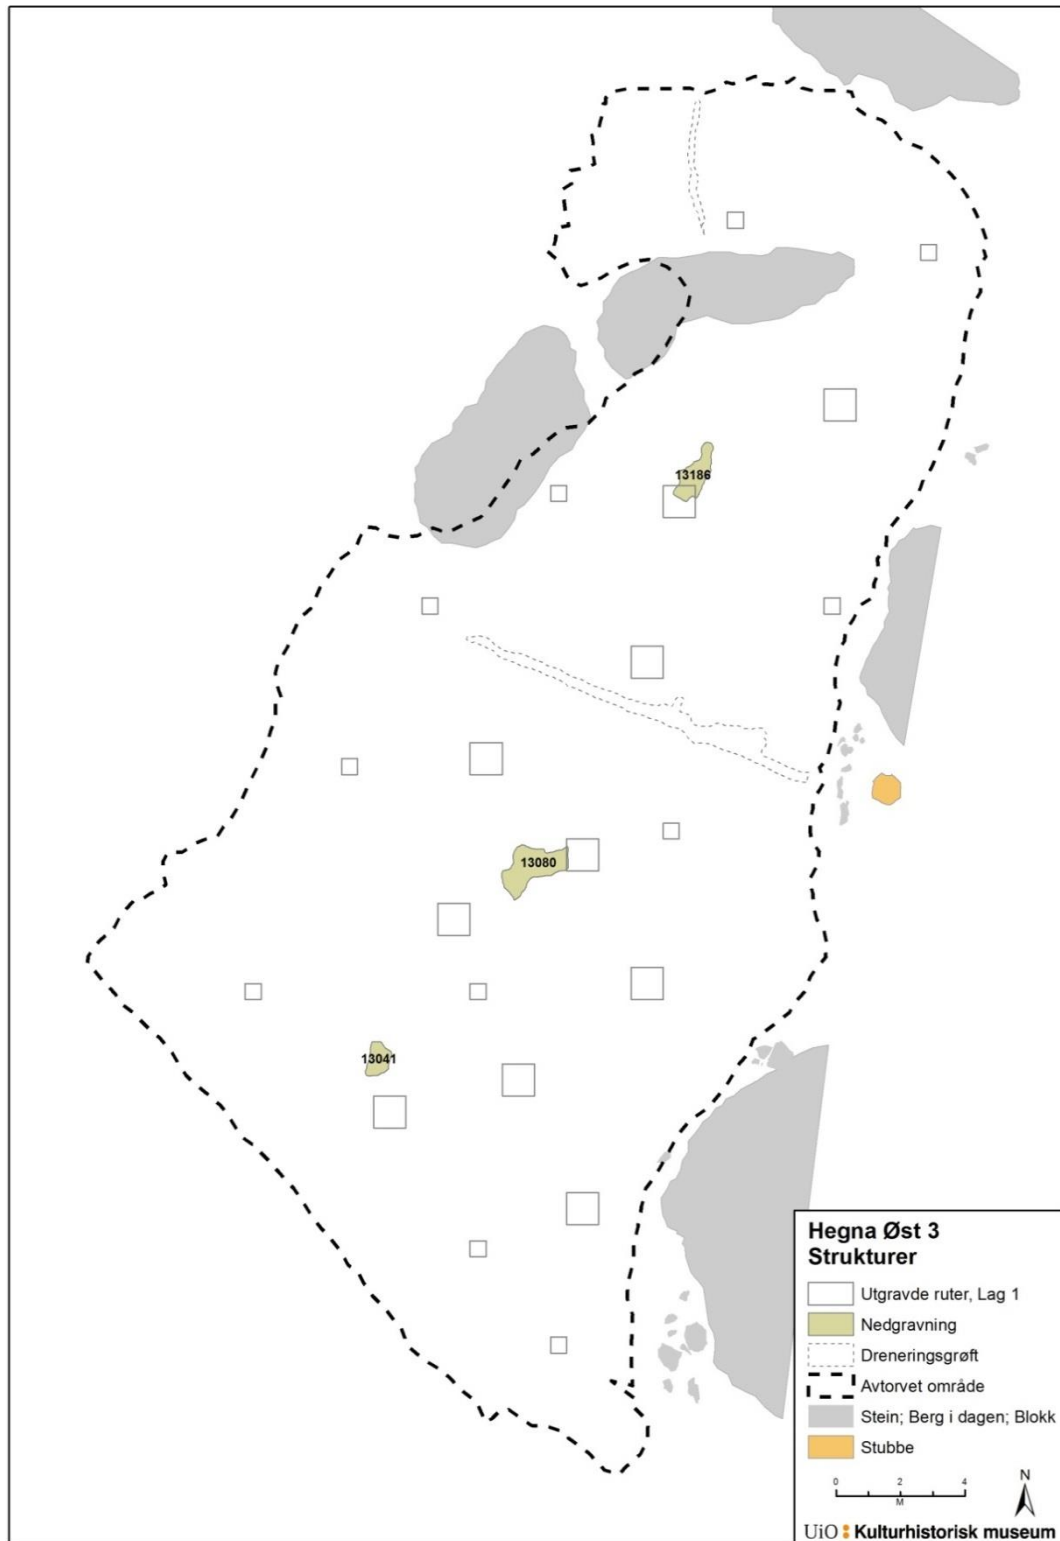 13186
13080
13041
Hegna Øst 3
Strukturer
Utgravde ruter, Lag 1
Nedgravning
Dreneringsgrøft
Avtorvet område
Stein; Berg i dagen; Blokk
Stubbe
0 2 4
M
N
UiO : Kulturhistorisk museum